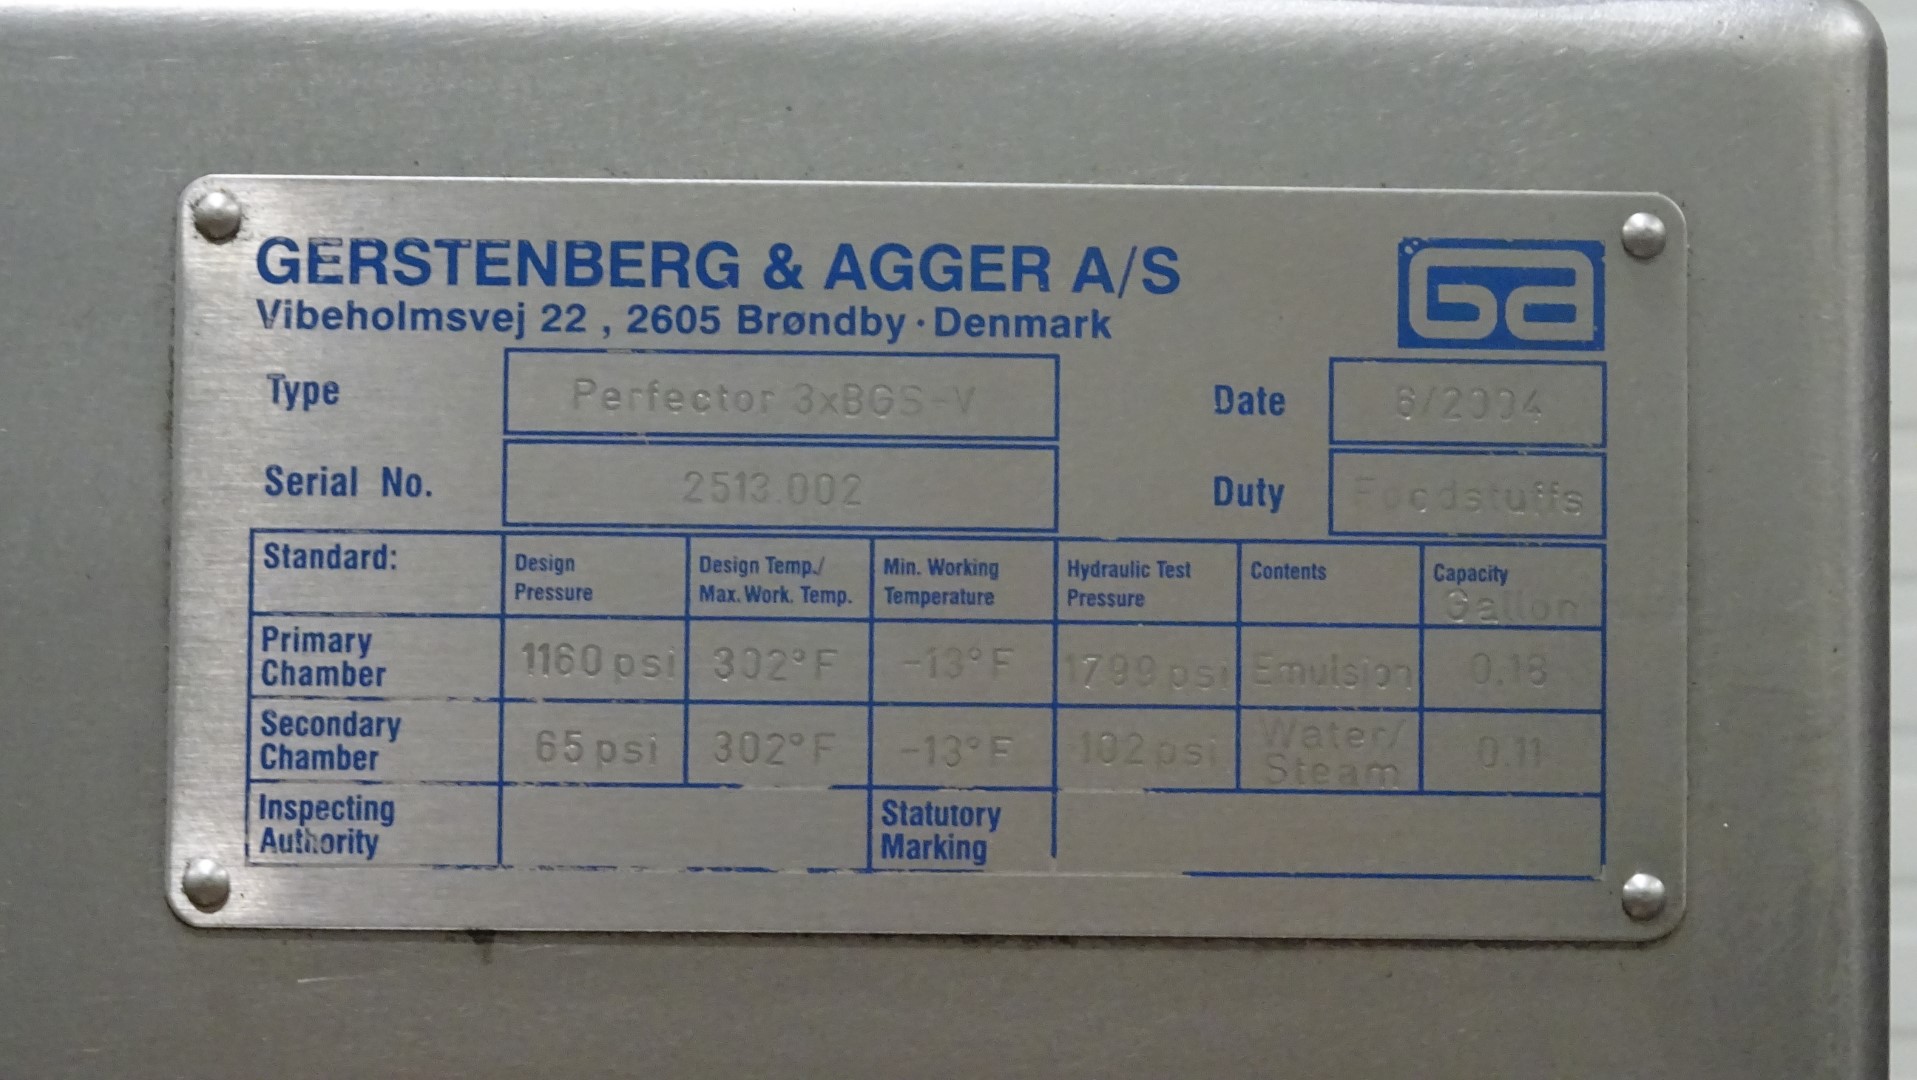 GERSTENBERG & AGGER A/S
GA
Vibeholmsvej 22 , 2605 Brøndby · Denmark
Type Perfector 3xBGS-V Date 6/2004
Serial No. 2513.002 Duty Foodstuffs
Standard: Design Pressure Design Temp./ Max. Work. Temp. Min. Working Temperature Hydraulic Test Pressure Contents Capacity Gallon
Primary Chamber 1160 psi 302°F -13°F 1799 psi Emulsion 0.18
Secondary Chamber 65 psi 302°F -13°F 102 psi Water/ Steam 0.11
Inspecting Authority Statutory Marking